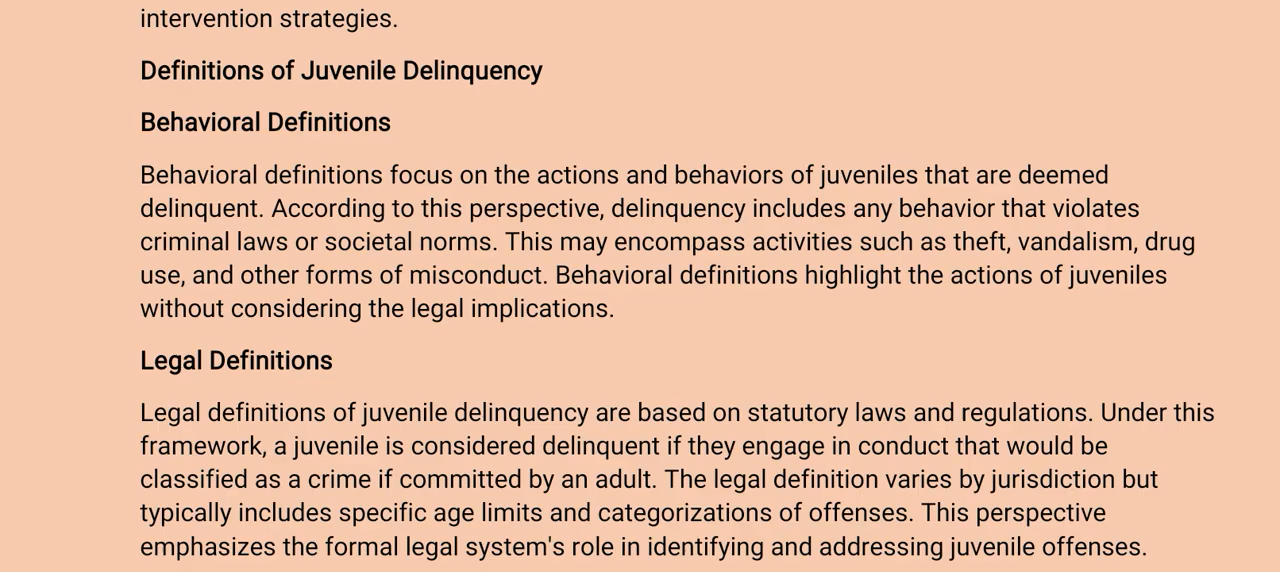 intervention strategies.
Definitions of Juvenile Delinquency
Behavioral Definitions
Behavioral definitions focus on the actions and behaviors of juveniles that are deemed
delinquent. According to this perspective, delinquency includes any behavior that violates
criminal laws or societal norms. This may encompass activities such as theft, vandalism, drug
use, and other forms of misconduct. Behavioral definitions highlight the actions of juveniles
without considering the legal implications.
Legal Definitions
Legal definitions of juvenile delinquency are based on statutory laws and regulations. Under this
framework, a juvenile is considered delinquent if they engage in conduct that would be
classified as a crime if committed by an adult. The legal definition varies by jurisdiction but
typically includes specific age limits and categorizations of offenses. This perspective
emphasizes the formal legal system's role in identifying and addressing juvenile offenses.